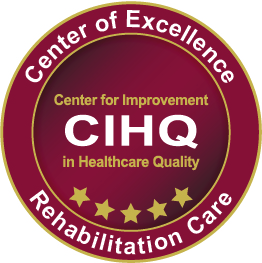 Center of Excellence
Center for Improvement
CIHQ
in Healthcare Quality
Rehabilitation Care